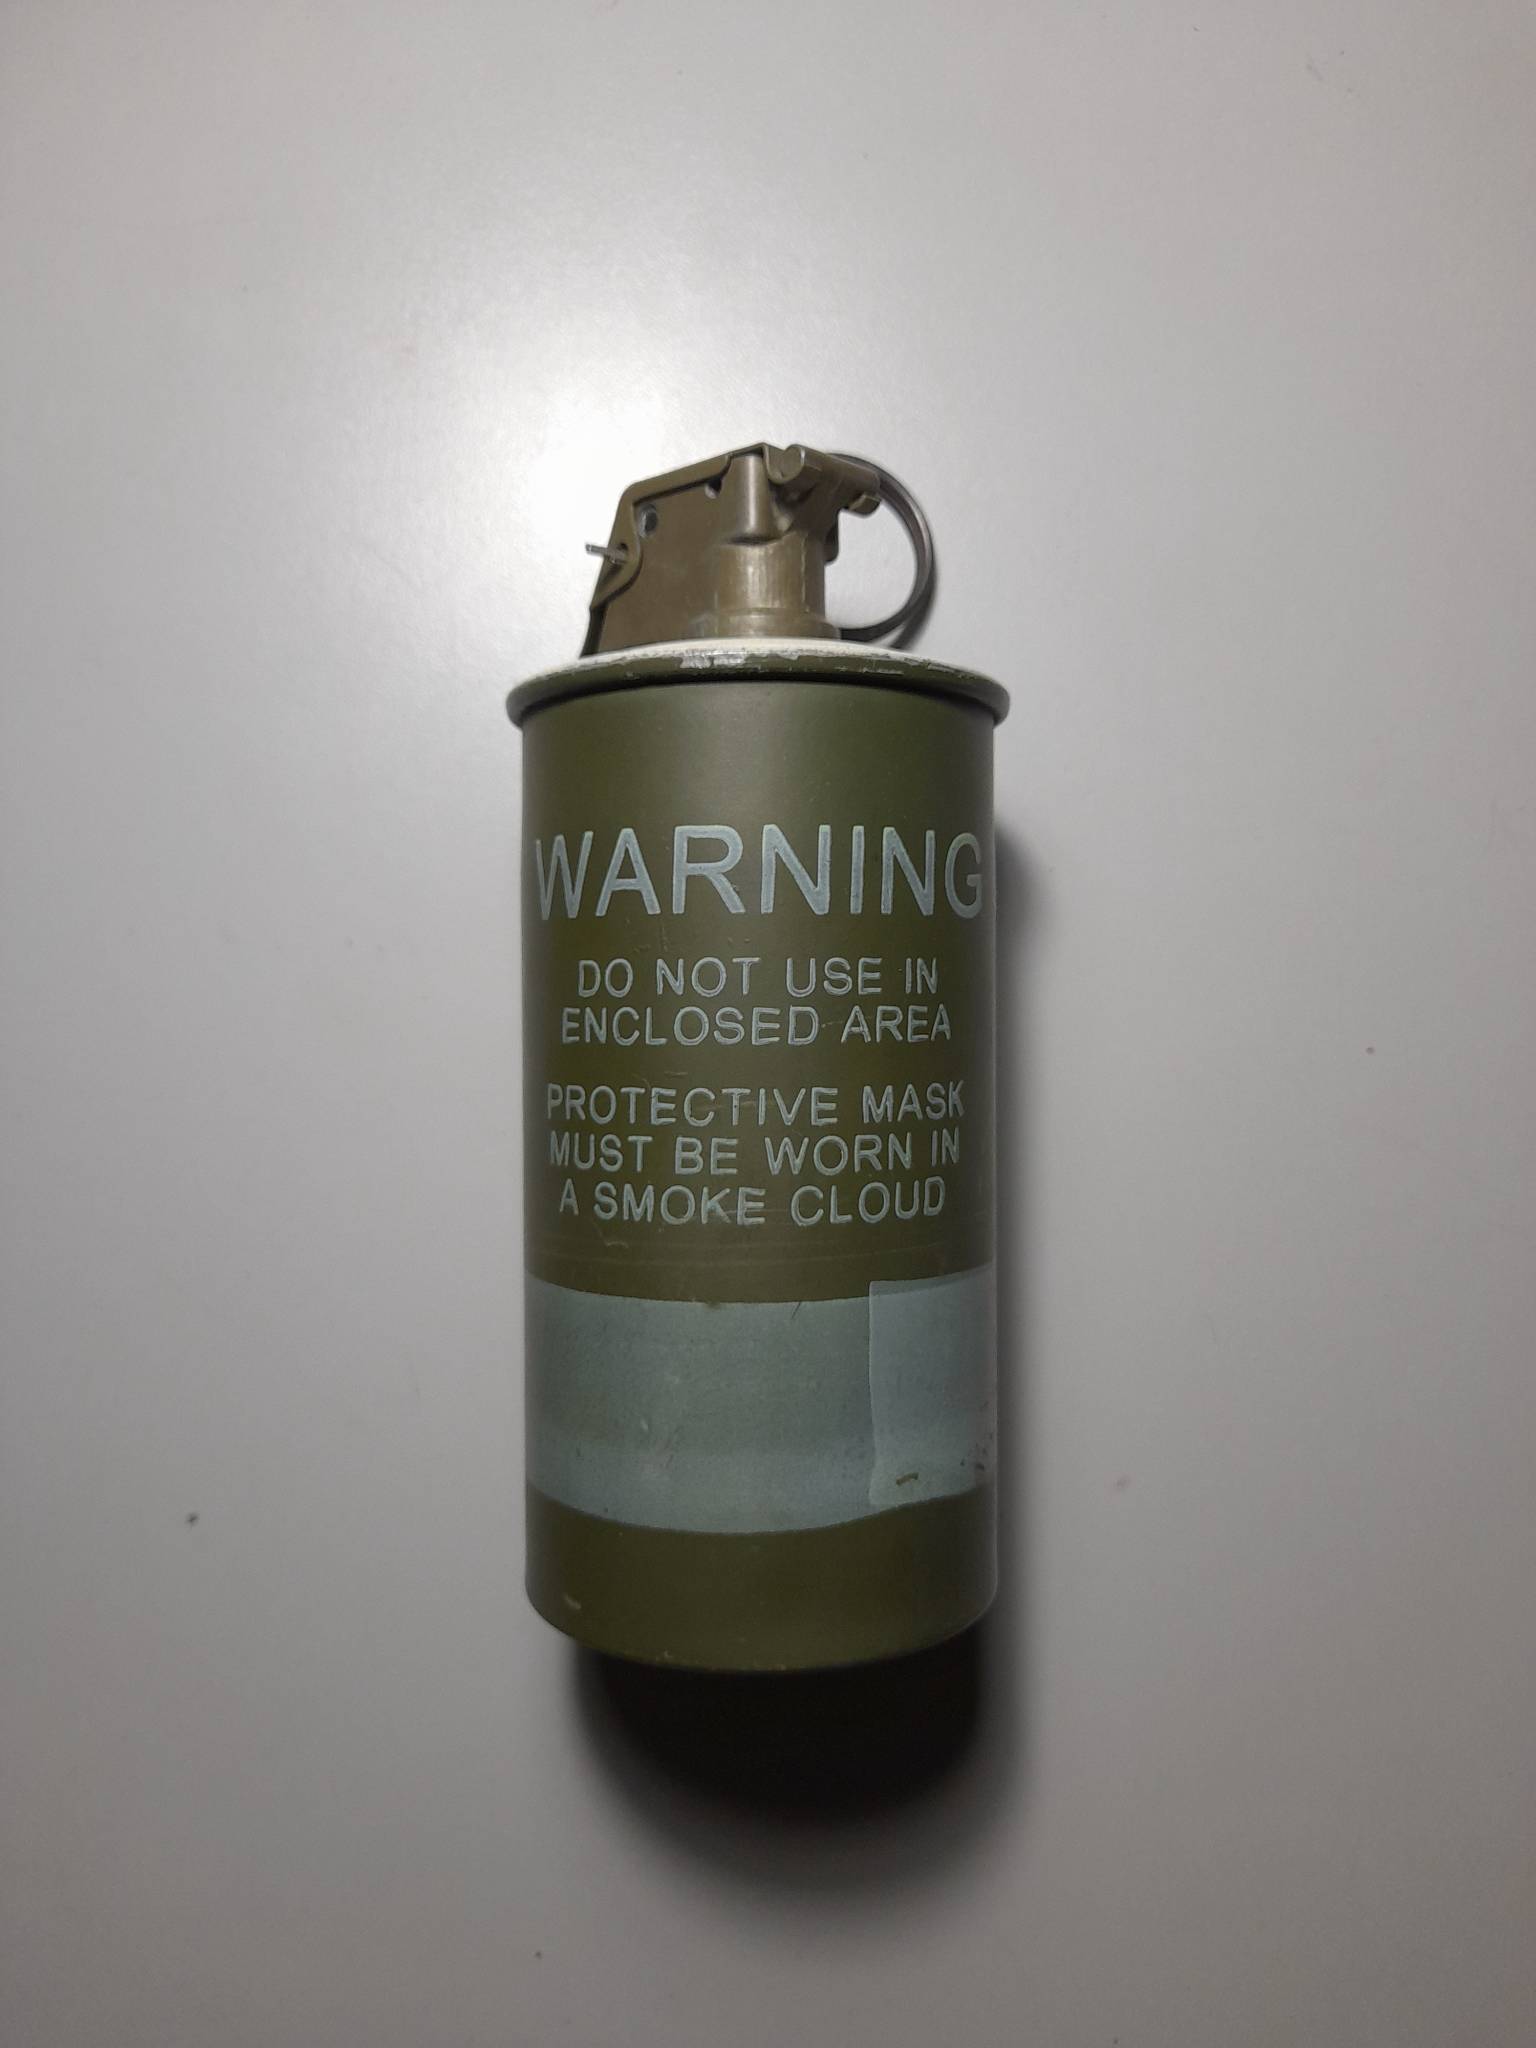 WARNING
DO NOT USE IN
ENCLOSED AREA
PROTECTIVE MASK
MUST BE WORN IN
A SMOKE CLOUD